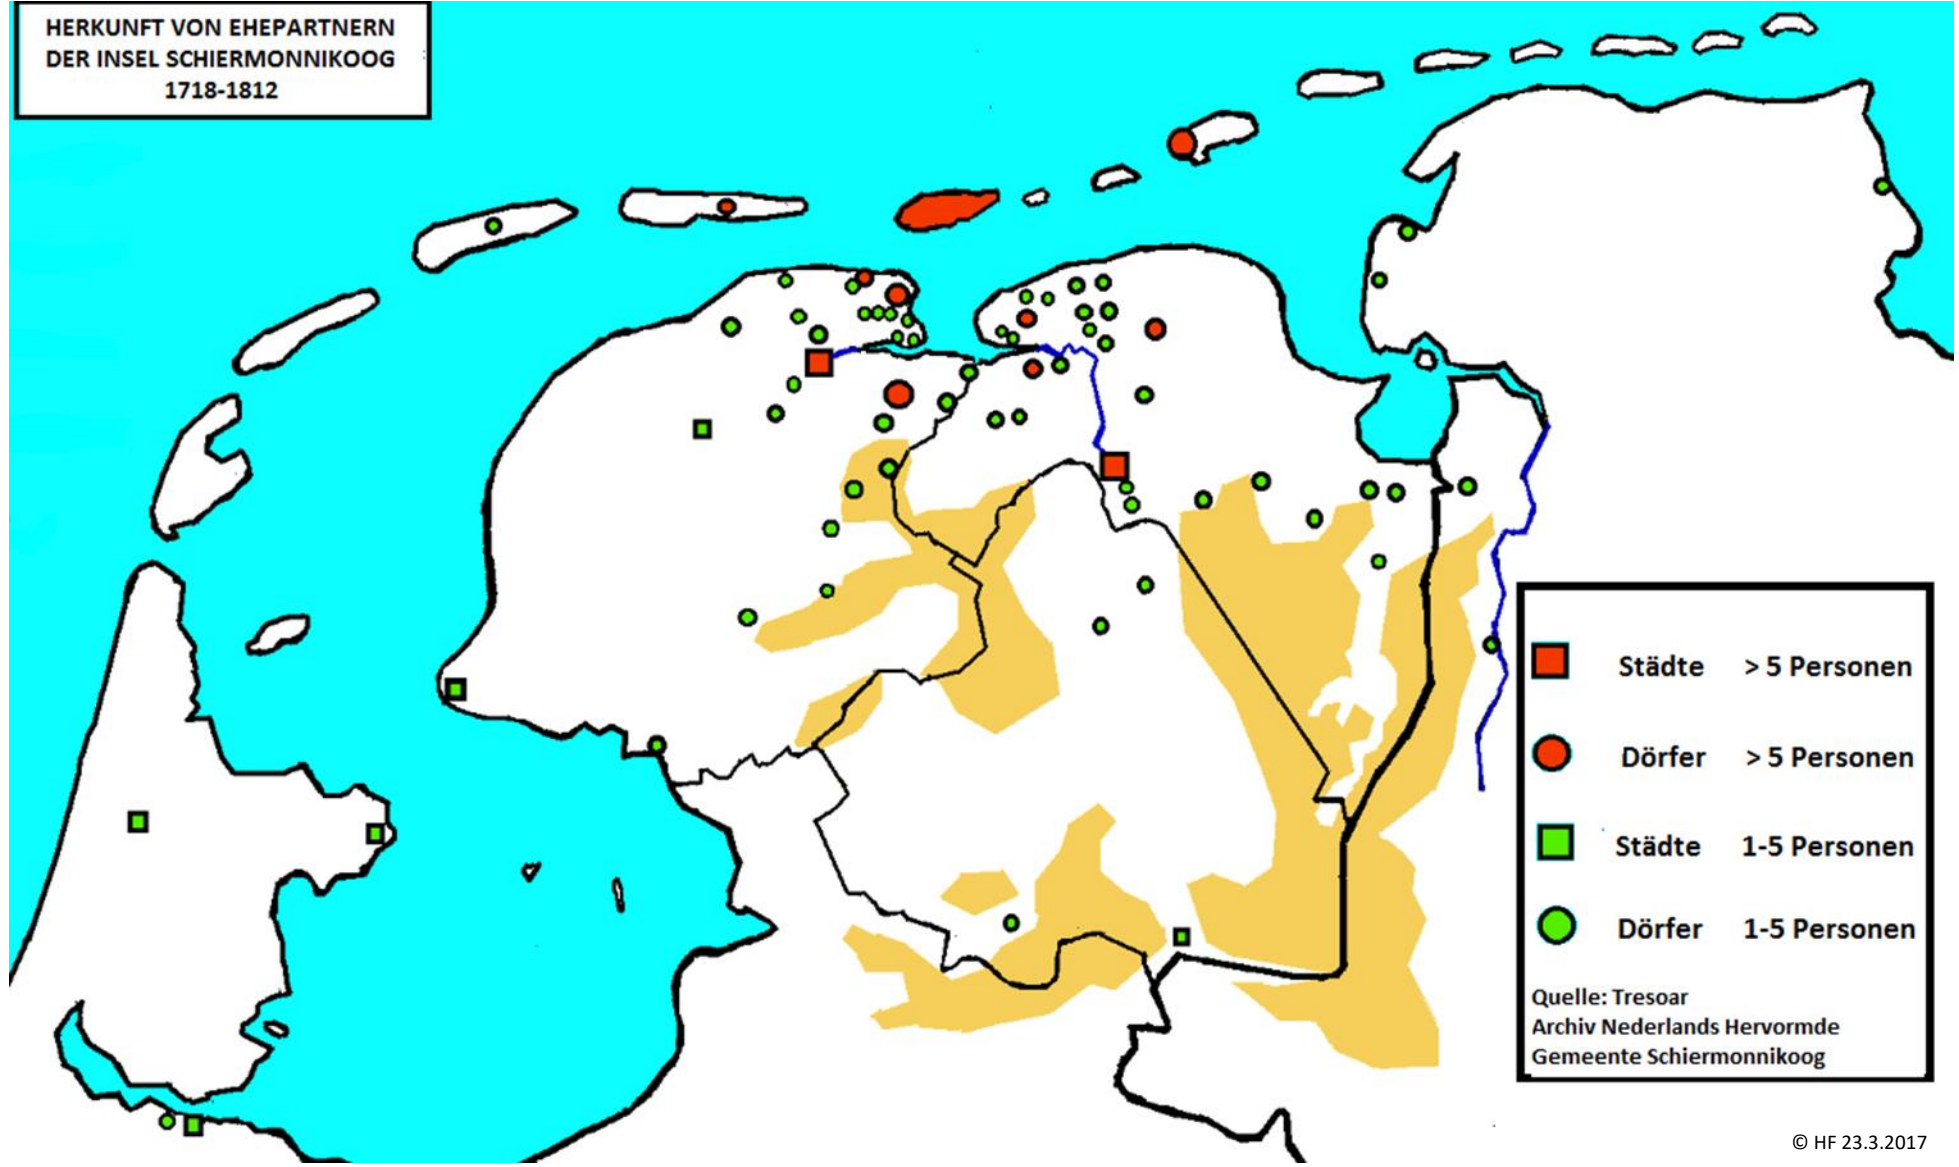 HERKUNFT VON EHEPARTNERN
DER INSEL SCHIERMONNIKOOG
1718-1812
Städte > 5 Personen
Dörfer > 5 Personen
Städte 1-5 Personen
Dörfer 1-5 Personen
Quelle: Tresoar
Archiv Nederlands Hervormde
Gemeente Schiermonnikoog
© HF 23.3.2017